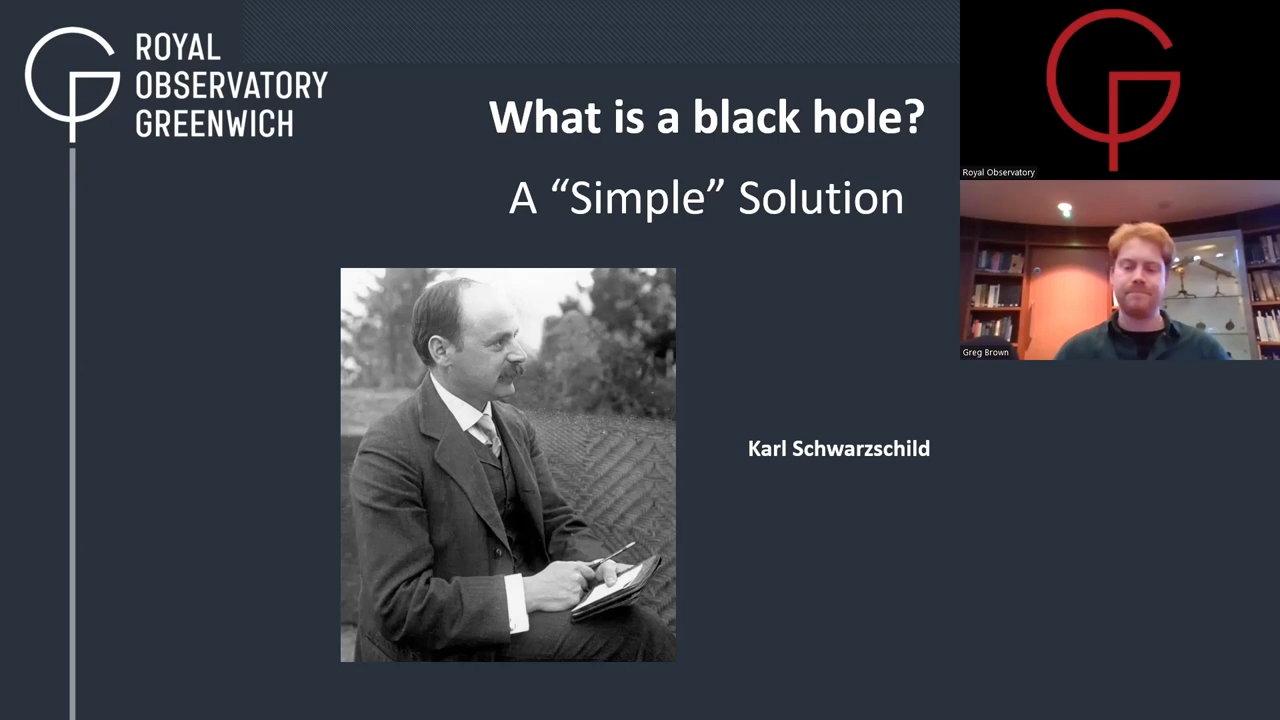 ROYAL
OBSERVATORY
GREENWICH
What is a black hole?
A “Simple” Solution
Karl Schwarzschild
Royal Observatory
Greg Brown